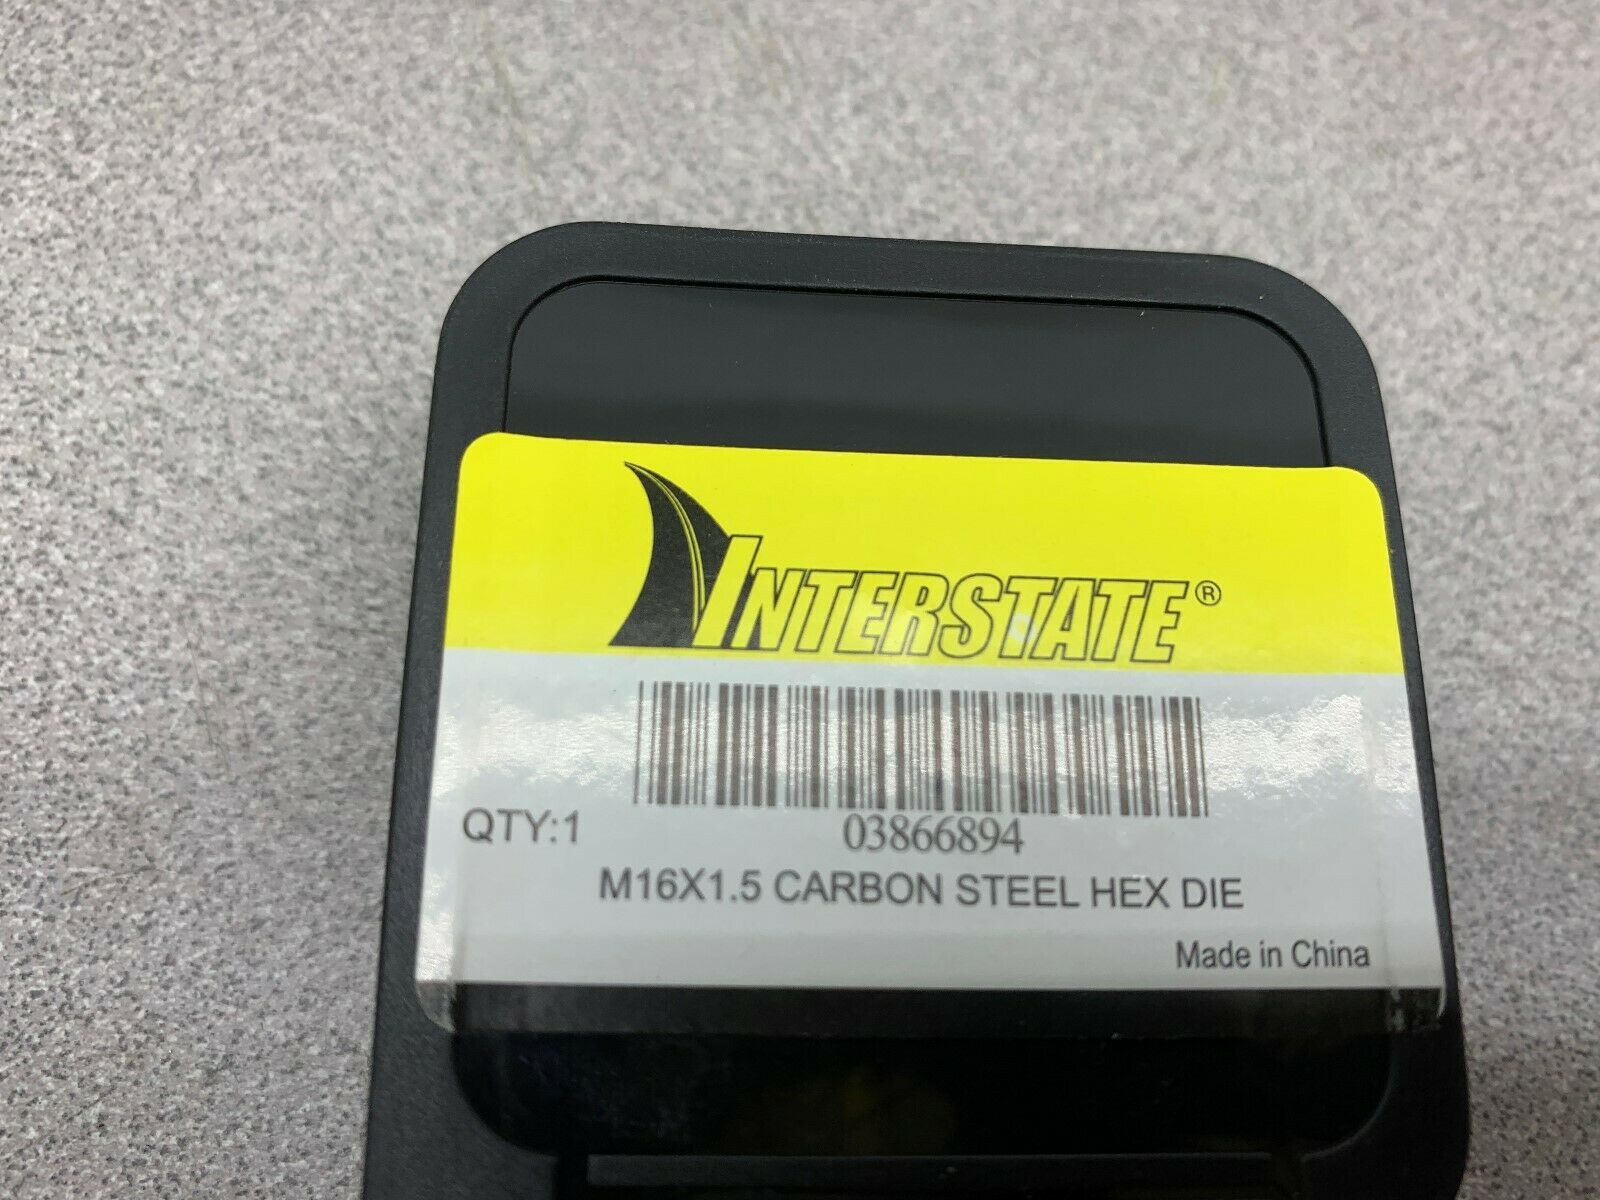 INTERSTATE®
QTY:1
03866894
M16X1.5 CARBON STEEL HEX DIE
Made in China